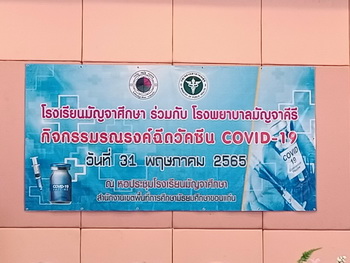 โรงเรียนมัญจาศึกษา ร่วมกับ โรงพยาบาลมัญจาคีรี
กิจกรรมรณรงค์ฉีดวัคซีน COVID-19
วันที่ 31 พฤษภาคม 2565
ณ หอประชุมโรงเรียนมัญจาศึกษา
สำนักงานเขตพื้นที่การศึกษามัธยมศึกษาขอนแก่น
COVID-19